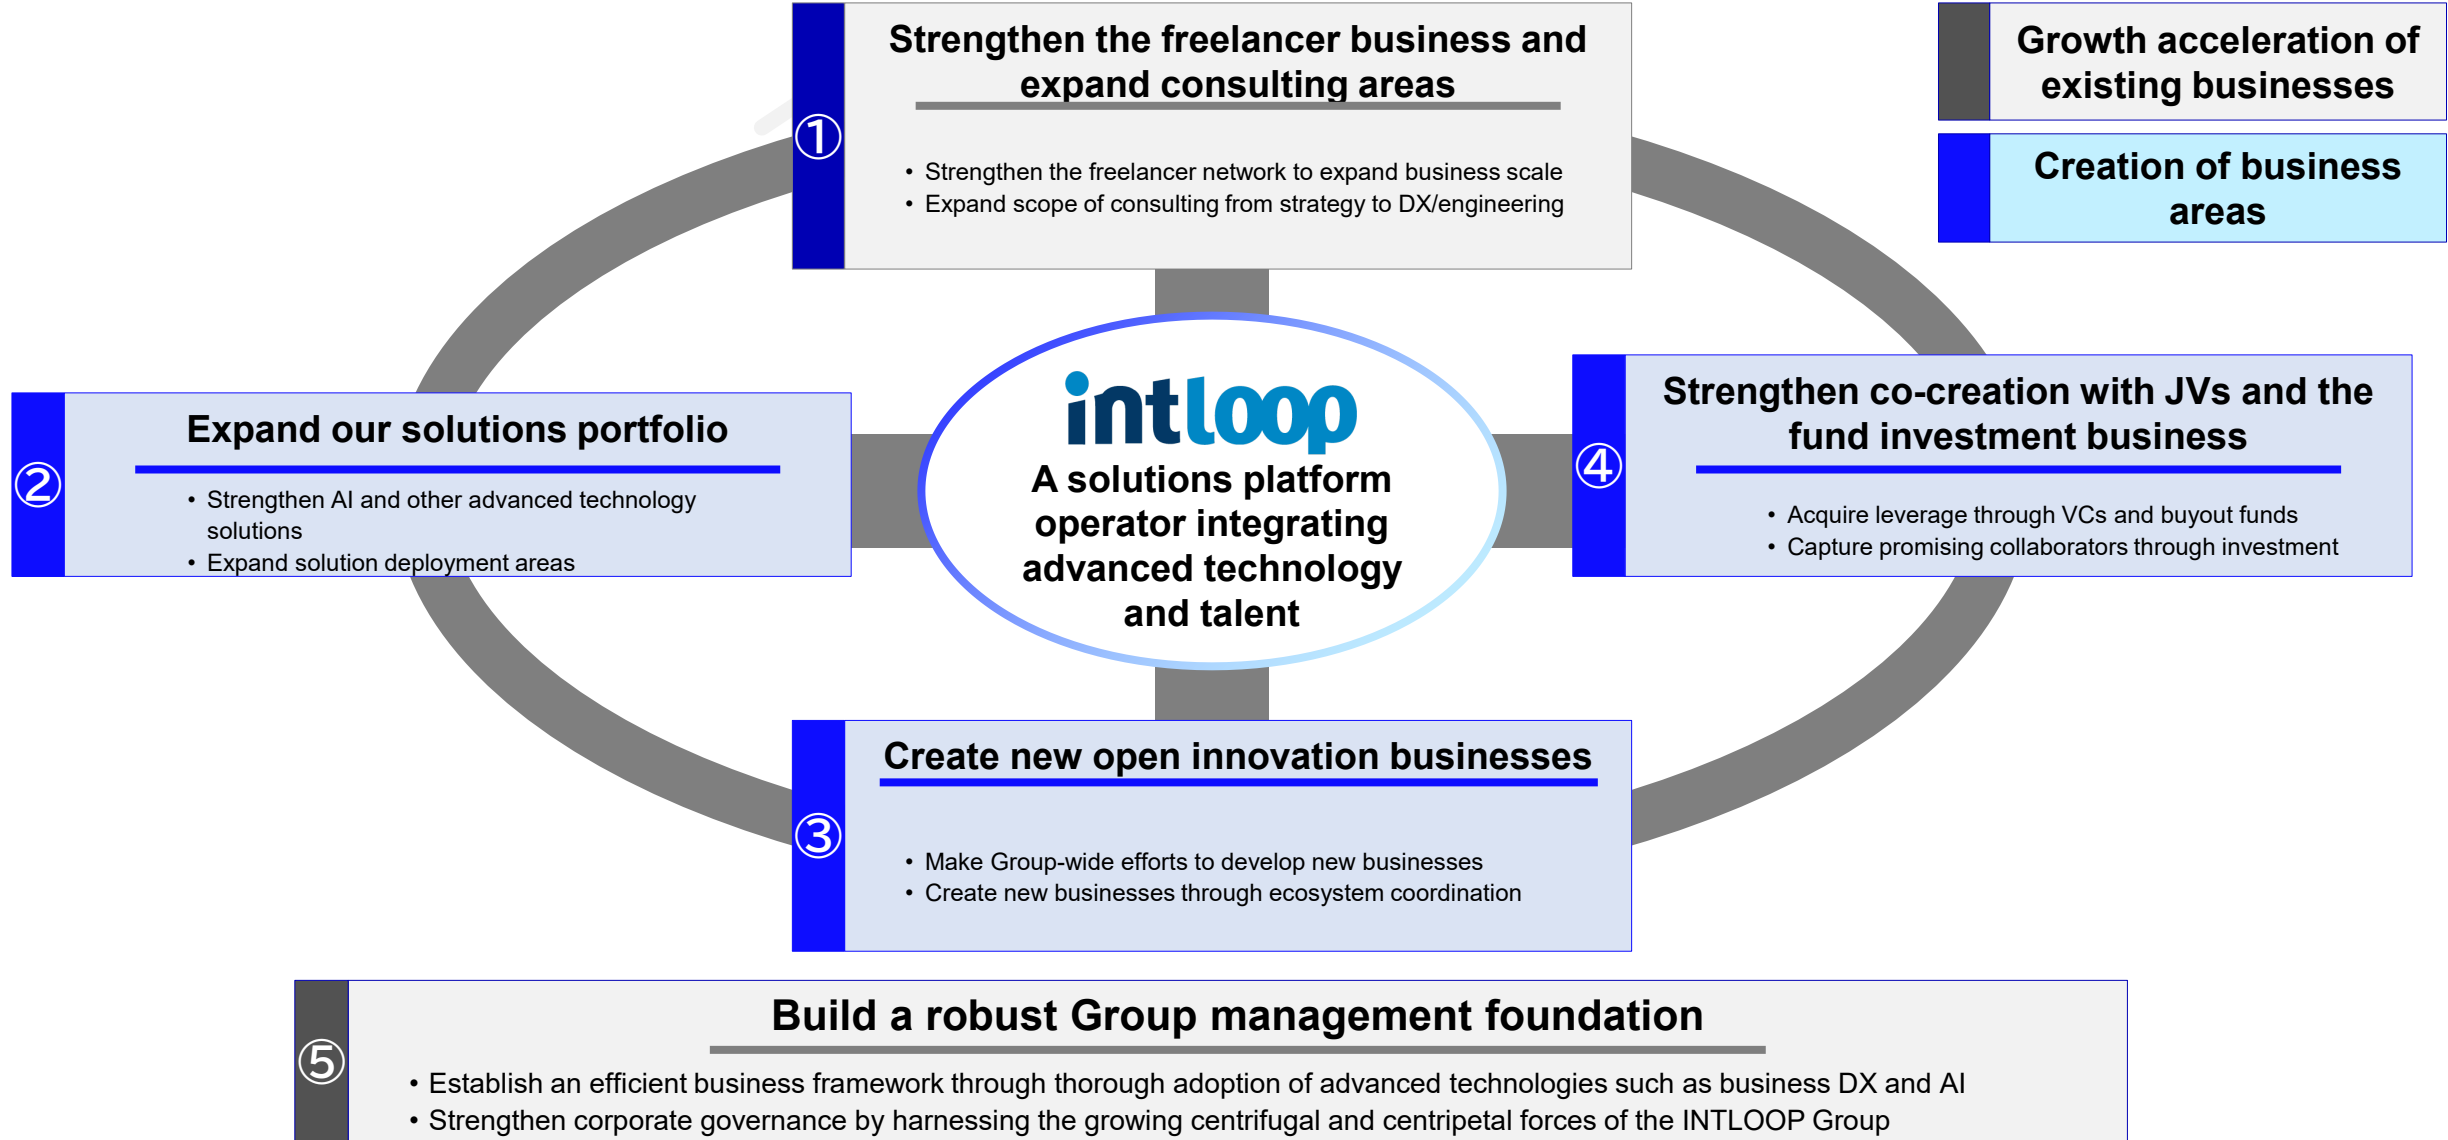 ①
Strengthen the freelancer business and
expand consulting areas
• Strengthen the freelancer network to expand business scale
• Expand scope of consulting from strategy to DX/engineering
Growth acceleration of
existing businesses
Creation of business
areas
②
Expand our solutions portfolio
• Strengthen AI and other advanced technology
solutions
• Expand solution deployment areas
intloop
A solutions platform
operator integrating
advanced technology
and talent
④
Strengthen co-creation with JVs and the
fund investment business
• Acquire leverage through VCs and buyout funds
• Capture promising collaborators through investment
③
Create new open innovation businesses
• Make Group-wide efforts to develop new businesses
• Create new businesses through ecosystem coordination
⑤
Build a robust Group management foundation
• Establish an efficient business framework through thorough adoption of advanced technologies such as business DX and AI
• Strengthen corporate governance by harnessing the growing centrifugal and centripetal forces of the INTLOOP Group